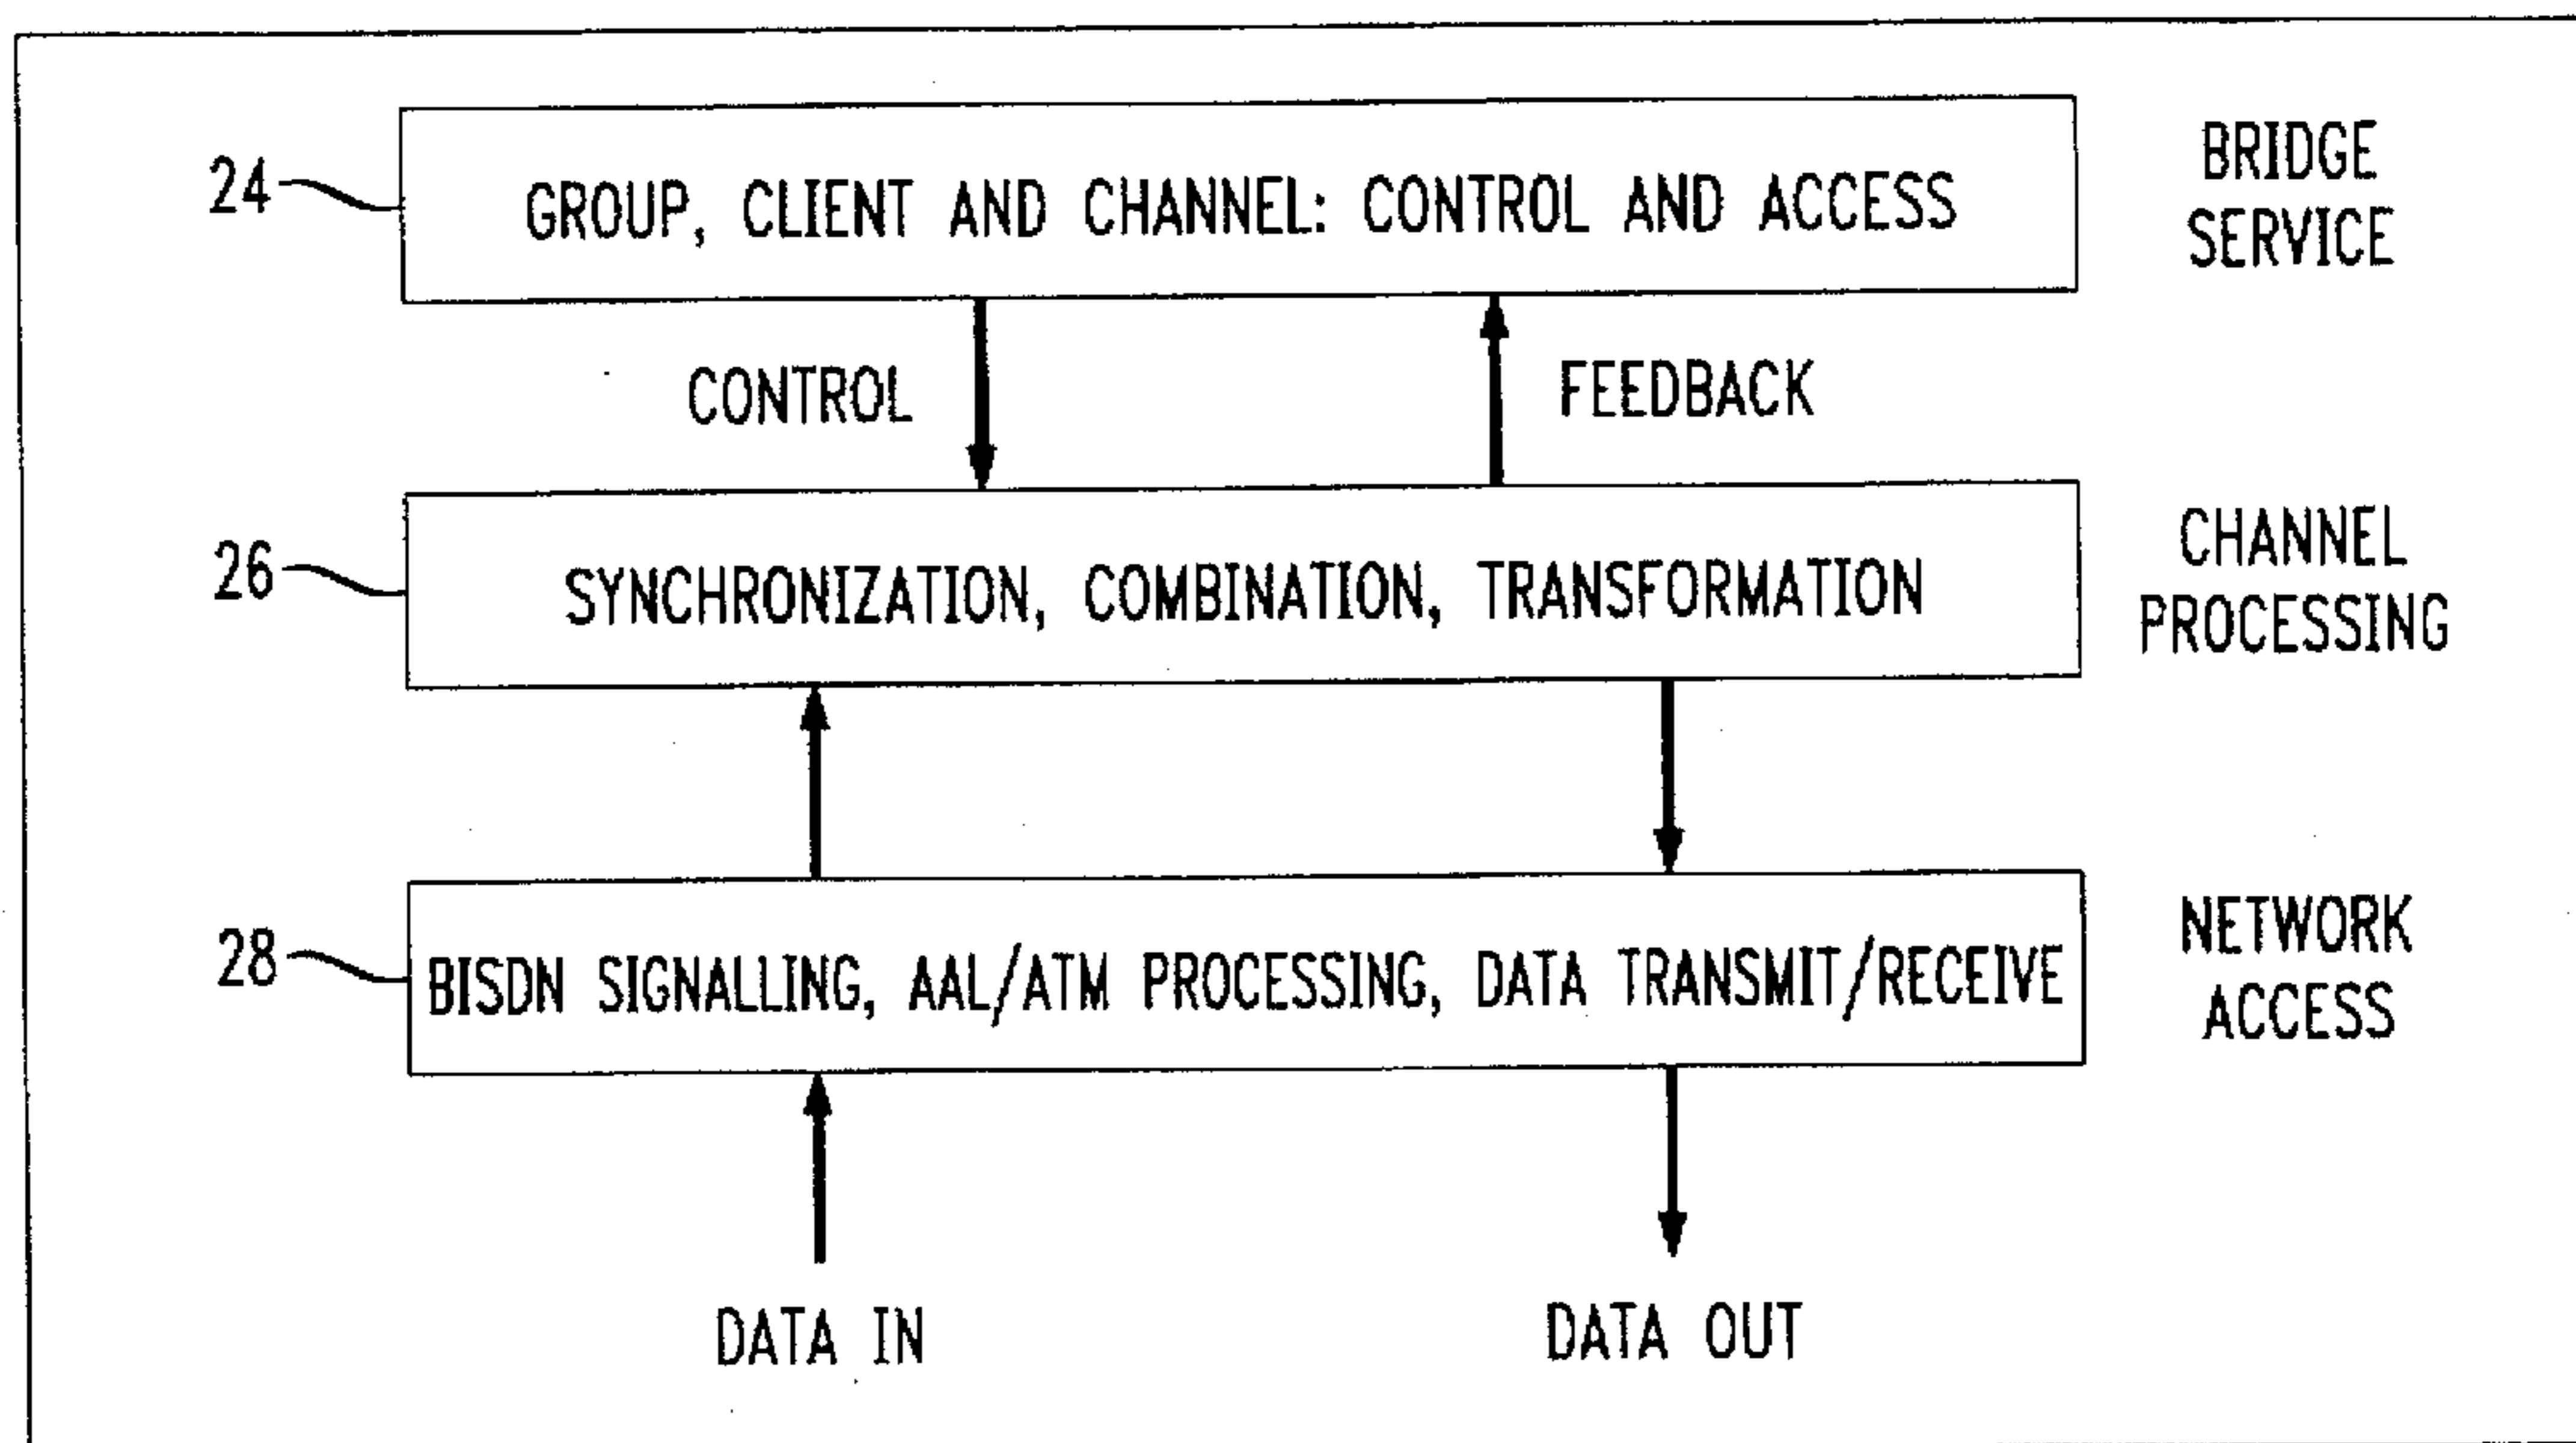 24
GROUP, CLIENT AND CHANNEL: CONTROL AND ACCESS
BRIDGE
SERVICE
CONTROL
FEEDBACK
26
SYNCHRONIZATION, COMBINATION, TRANSFORMATION
CHANNEL
PROCESSING
28
BISDN SIGNALLING, AAL/ATM PROCESSING, DATA TRANSMIT/RECEIVE
NETWORK
ACCESS
DATA IN
DATA OUT